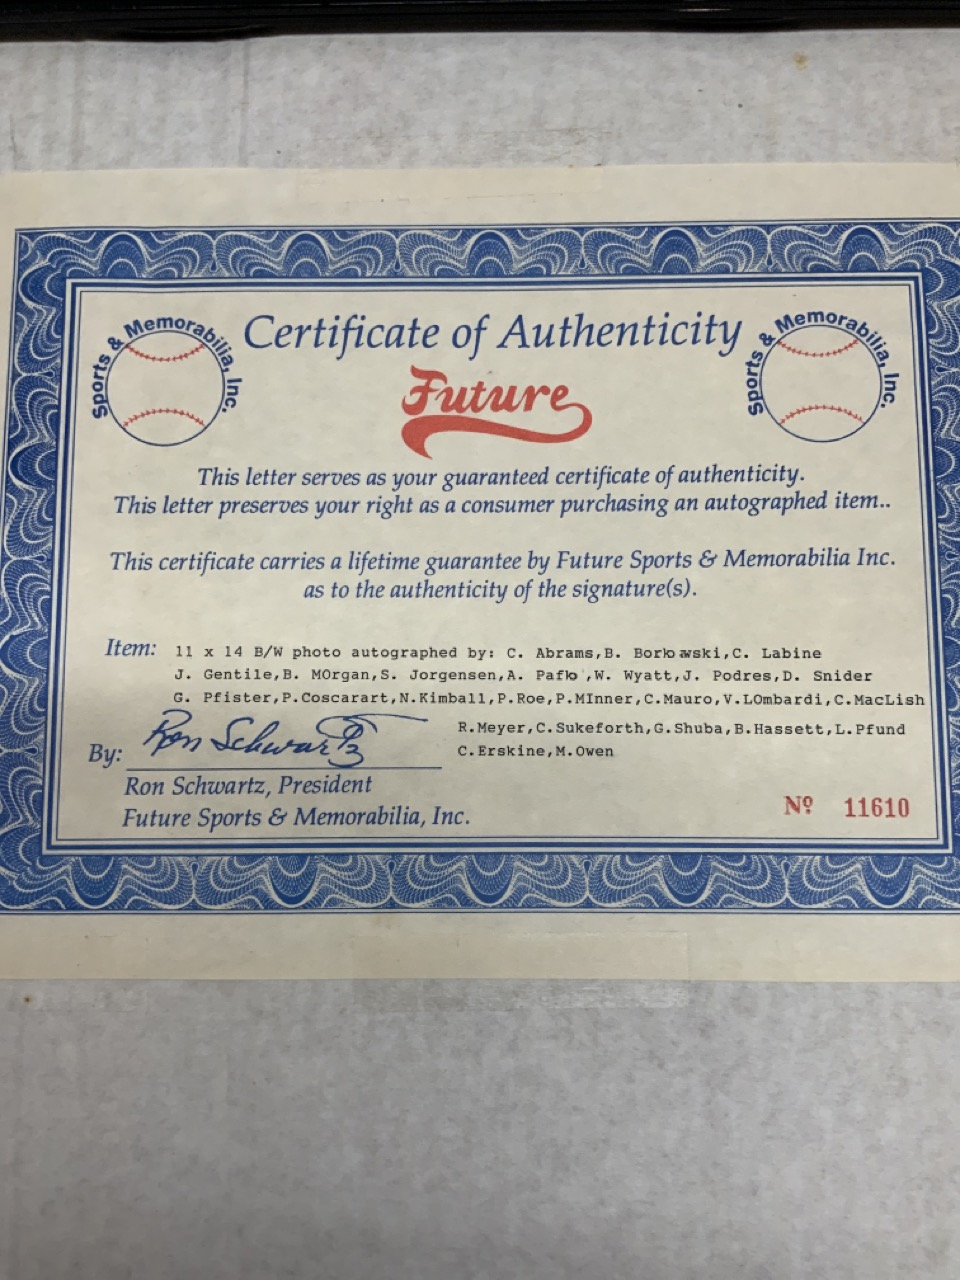 Sports & Memorabilia, Inc.
Certificate of Authenticity
Sports & Memorabilia, Inc.
Future
This letter serves as your guaranteed certificate of authenticity.
This letter preserves your right as a consumer purchasing an autographed item..
This certificate carries a lifetime guarantee by Future Sports & Memorabilia Inc.
as to the authenticity of the signature(s).
Item: 11 x 14 B/W photo autographed by: C. Abrams,B. Borkowski,C. Labine
J. Gentile,B. MOrgan,S. Jorgensen,A. Pafko,W. Wyatt,J. Podres,D. Snider
G. Pfister,P.Coscarart,N.Kimball,P.Roe,P.MInner,C.Mauro,V.LOmbardi,C.MacLish
R.Meyer,C.Sukeforth,G.Shuba,B.Hassett,L.Pfund
C.Erskine,M.Owen
By: Ron Schwartz
Ron Schwartz, President
Future Sports & Memorabilia, Inc.
Nº 11610